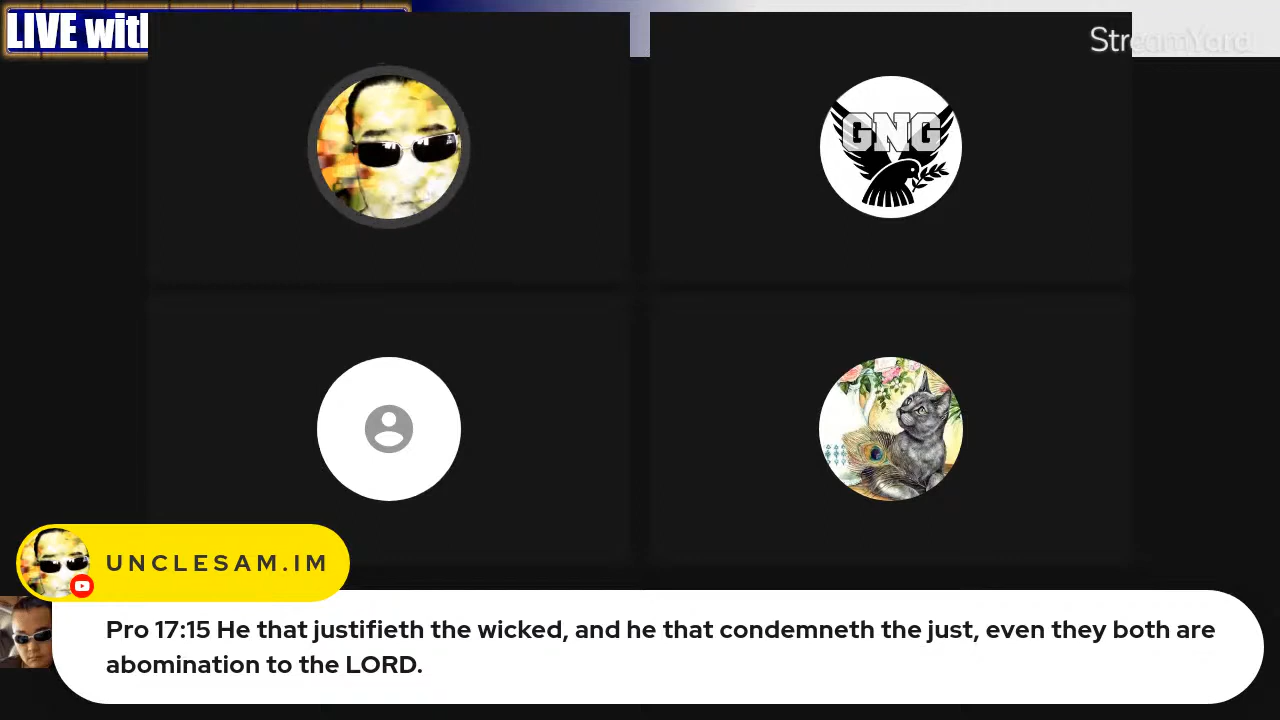 LIVE with
StreamYard
GNG
UNCLESAM.IM
Pro 17:15 He that justifieth the wicked, and he that condemneth the just, even they both are
abomination to the LORD.